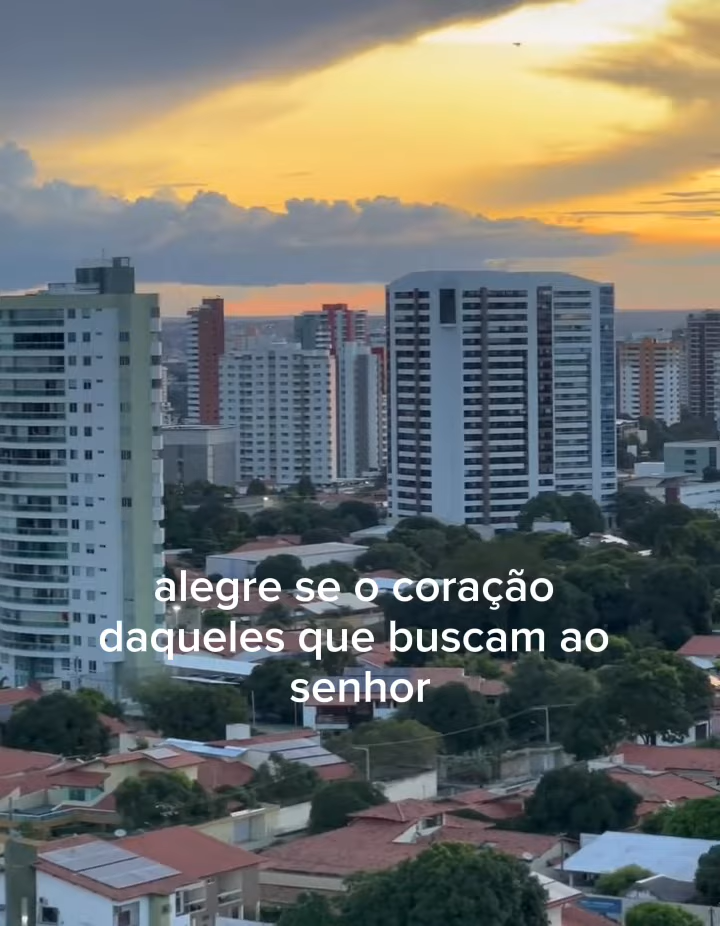 alegre se o coração
daqueles que buscam ao
senhor